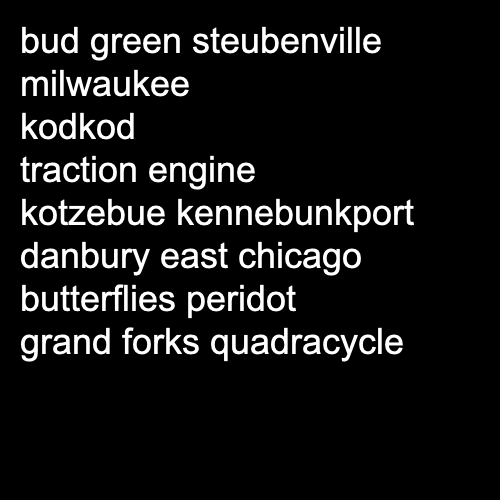 bud green steubenville
milwaukee
kodkod
traction engine
kotzebue kennebunkport
danbury east chicago
butterflies peridot
grand forks quadracycle